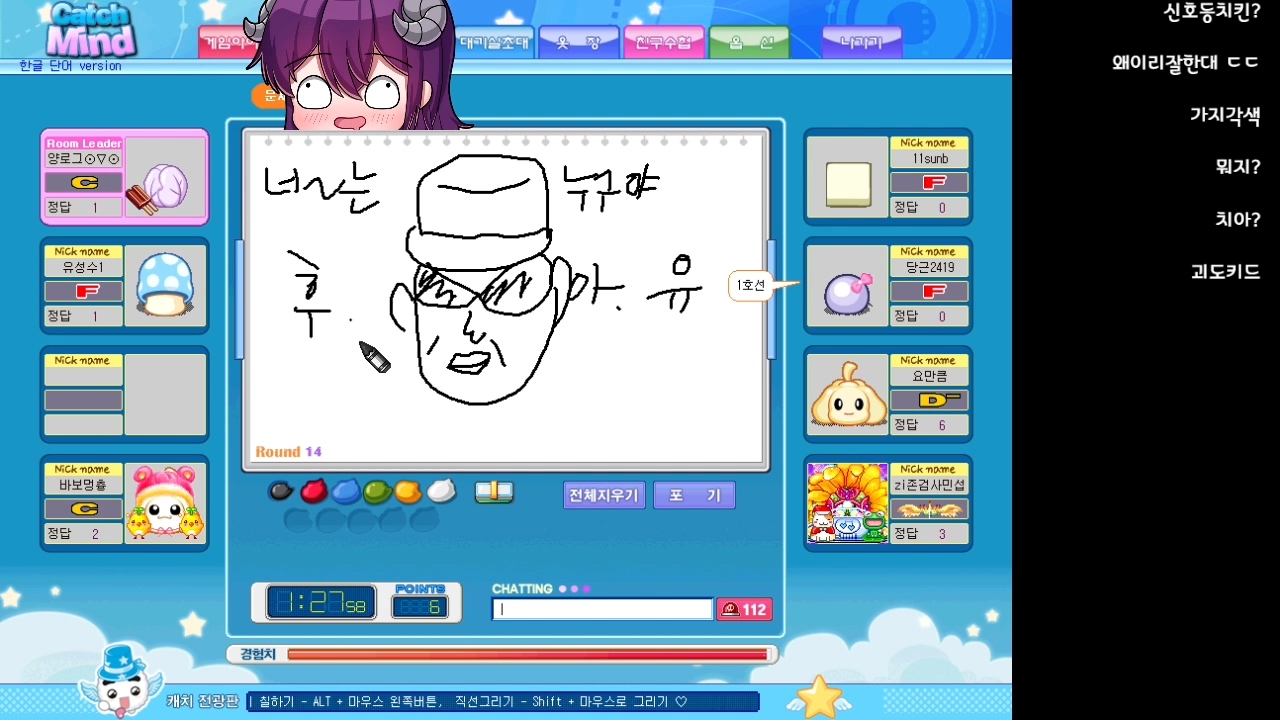 Catch Mind
한글 단어 version
대기실초대
옷 장
친구수첩
옵 션
나가기
Room Leader
양로그⊙▽⊙
C
정답 1
Nick name
유성수1
F
정답 1
Nick name
Nick name
바보멍츙
C
정답 2
너~는 누구야
후. 아. 유
Round 14
전체지우기
포 기
1:27 58
POINTS
6
CHATTING
112
경험치
Nick name
11sunb
F
정답 0
1호선
Nick name
당근2419
F
정답 0
Nick name
요만큼
D
정답 6
Nick name
zi존검사민섭
정답 3
캐치 전광판
칠하기 - ALT + 마우스 왼쪽버튼, 직선그리기 - Shift + 마우스로 그리기 ♡
신호등치킨?
왜이리잘한대 ㄷㄷ
가지각색
뭐지?
치아?
괴도키드